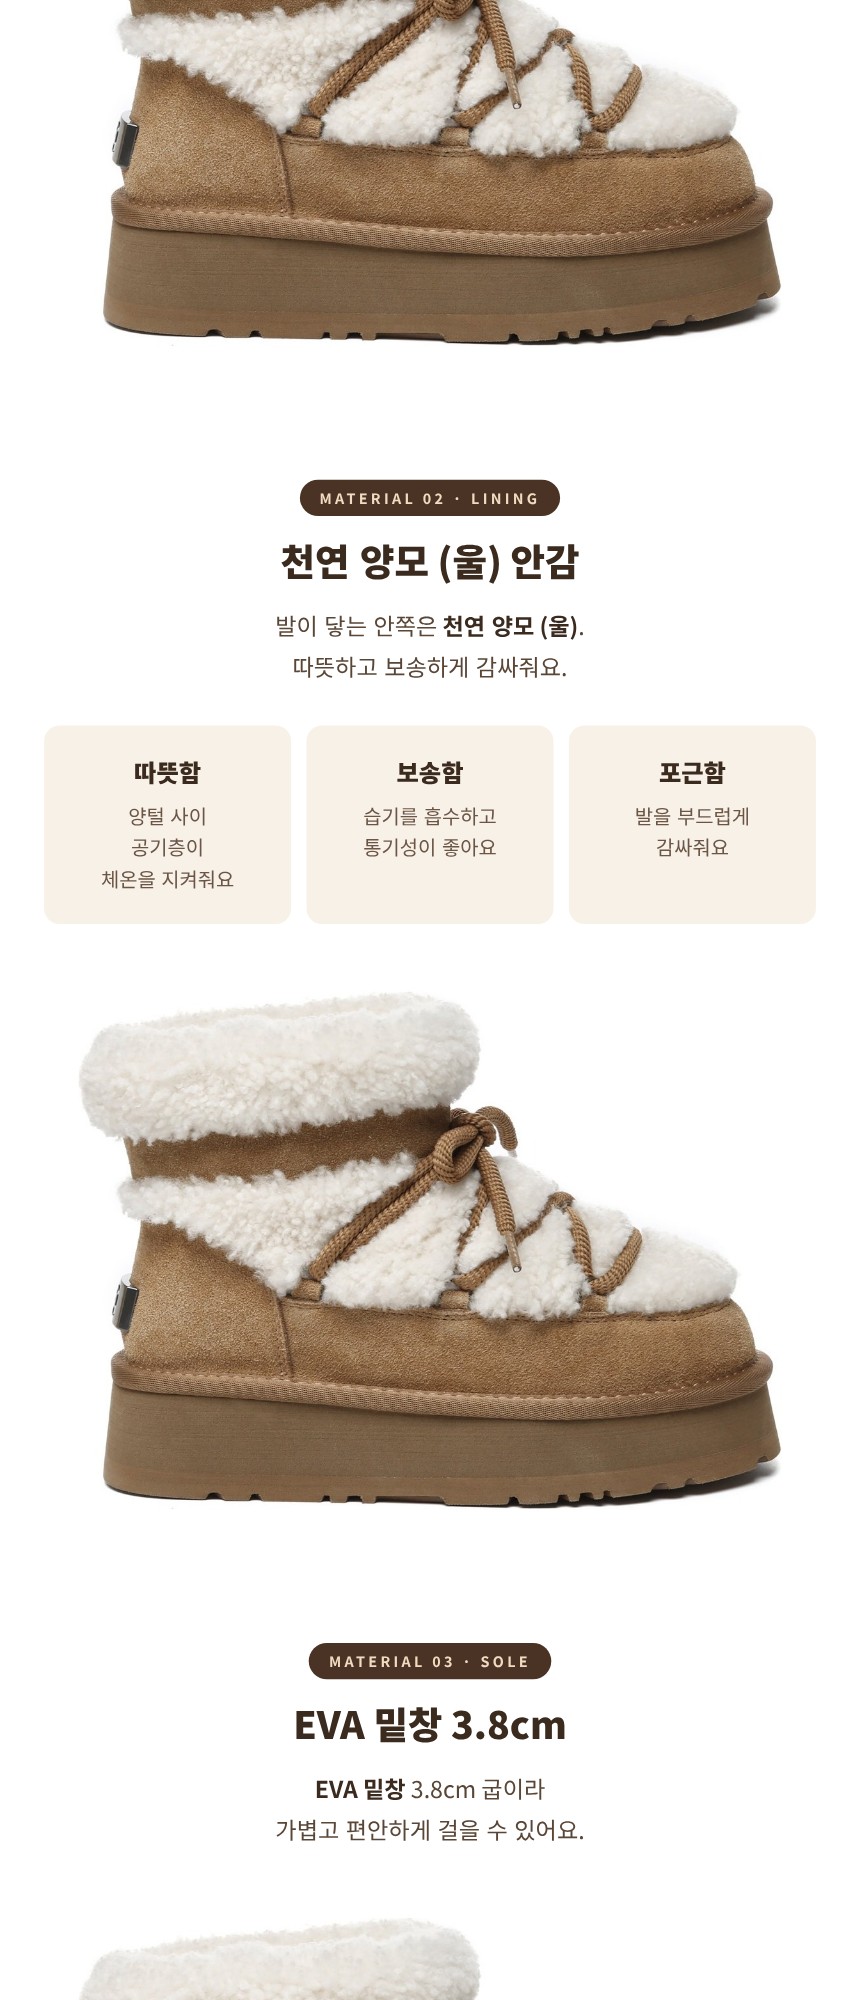 MATERIAL 02 · LINING
천연 양모 (울) 안감
발이 닿는 안쪽은 천연 양모 (울).
따뜻하고 보송하게 감싸줘요.
따뜻함
양털 사이
공기층이
체온을 지켜줘요
보송함
습기를 흡수하고
통기성이 좋아요
포근함
발을 부드럽게
감싸줘요
MATERIAL 03 · SOLE
EVA 밑창 3.8cm
EVA 밑창 3.8cm 굽이라
가볍고 편안하게 걸을 수 있어요.